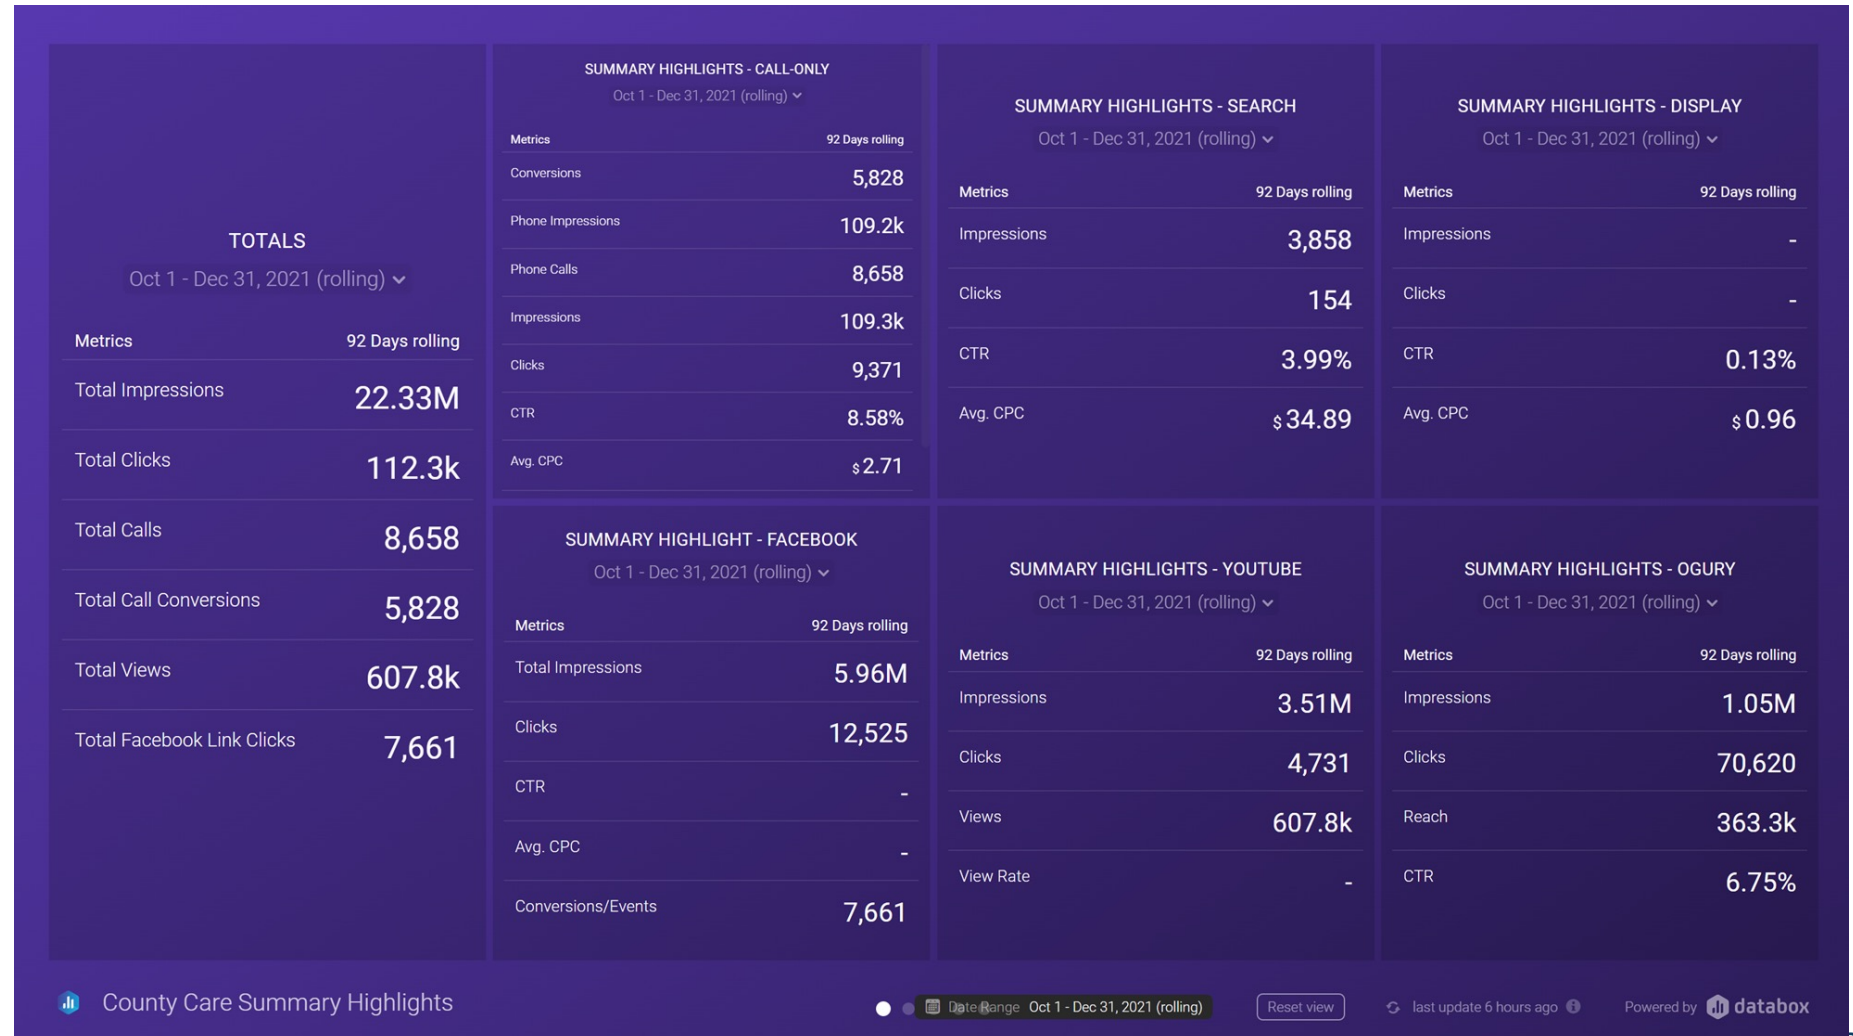 TOTALS
Oct 1 - Dec 31, 2021 (rolling)
Metrics 92 Days rolling
Total Impressions 22.33M
Total Clicks 112.3k
Total Calls 8,658
Total Call Conversions 5,828
Total Views 607.8k
Total Facebook Link Clicks 7,661
SUMMARY HIGHLIGHTS - CALL-ONLY
Oct 1 - Dec 31, 2021 (rolling)
Metrics 92 Days rolling
Conversions 5,828
Phone Impressions 109.2k
Phone Calls 8,658
Impressions 109.3k
Clicks 9,371
CTR 8.58%
Avg. CPC $ 2.71
SUMMARY HIGHLIGHTS - SEARCH
Oct 1 - Dec 31, 2021 (rolling)
Metrics 92 Days rolling
Impressions 3,858
Clicks 154
CTR 3.99%
Avg. CPC $ 34.89
SUMMARY HIGHLIGHTS - DISPLAY
Oct 1 - Dec 31, 2021 (rolling)
Metrics 92 Days rolling
Impressions -
Clicks -
CTR 0.13%
Avg. CPC $ 0.96
SUMMARY HIGHLIGHT - FACEBOOK
Oct 1 - Dec 31, 2021 (rolling)
Metrics 92 Days rolling
Total Impressions 5.96M
Clicks 12,525
CTR -
Avg. CPC -
Conversions/Events 7,661
SUMMARY HIGHLIGHTS - YOUTUBE
Oct 1 - Dec 31, 2021 (rolling)
Metrics 92 Days rolling
Impressions 3.51M
Clicks 4,731
Views 607.8k
View Rate -
SUMMARY HIGHLIGHTS - OGURY
Oct 1 - Dec 31, 2021 (rolling)
Metrics 92 Days rolling
Impressions 1.05M
Clicks 70,620
Reach 363.3k
CTR 6.75%
County Care Summary Highlights
Date Range Oct 1 - Dec 31, 2021 (rolling)
Reset view
last update 6 hours ago
Powered by databox